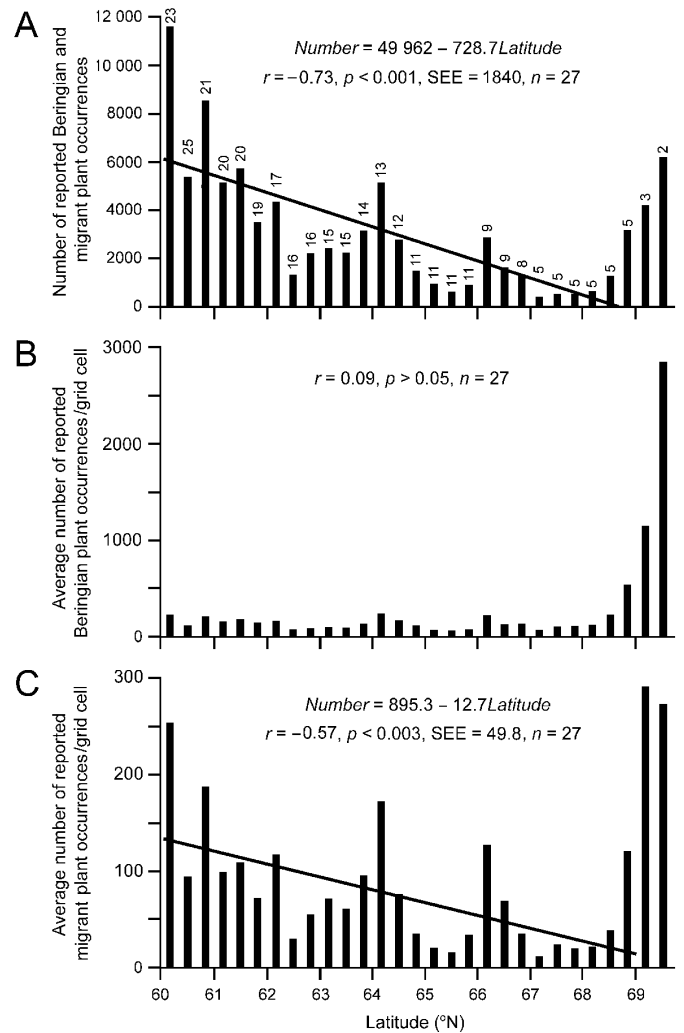 A
Number of reported Beringian and
migrant plant occurrences
12 000
10 000
8000
6000
4000
2000
0
Number = 49 962 – 728.7Latitude
r = –0.73, p < 0.001, SEE = 1840, n = 27
23
25
21
20
20
19
17
16
16
15
15
14
13
12
11
11
11
11
9
9
8
5
5
5
5
5
5
3
2
B
Average number of reported
Beringian plant occurrences/grid cell
3000
2000
1000
0
r = 0.09, p > 0.05, n = 27
C
Average number of reported
migrant plant occurrences/grid cell
300
200
100
0
Number = 895.3 – 12.7Latitude
r = –0.57, p < 0.003, SEE = 49.8, n = 27
60 61 62 63 64 65 66 67 68 69
Latitude (°N)